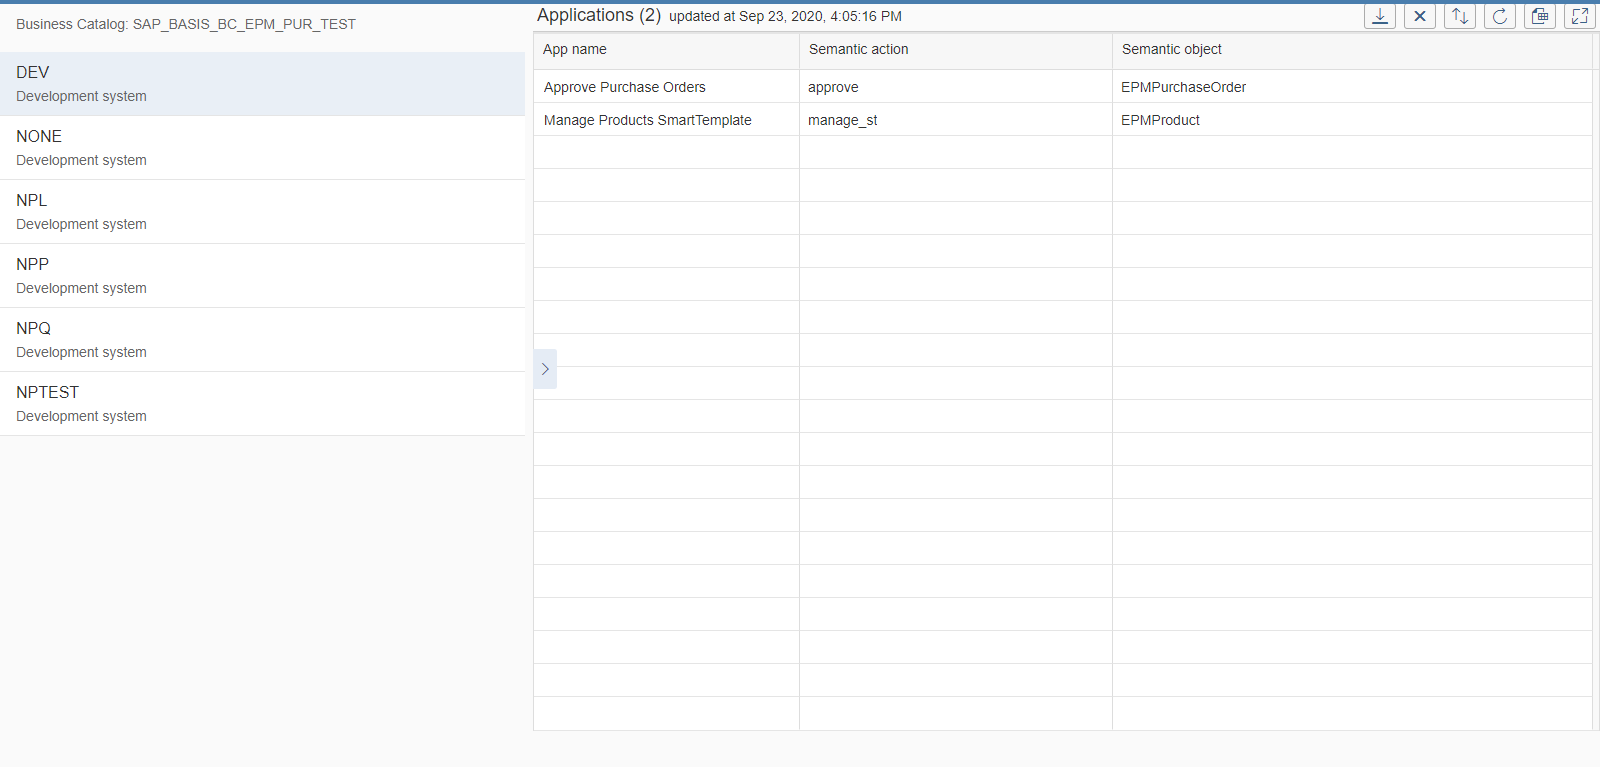 Business Catalog: SAP_BASIS_BC_EPM_PUR_TEST
DEV
Development system
NONE
Development system
NPL
Development system
NPP
Development system
NPQ
Development system
NPTEST
Development system
Applications (2) updated at Sep 23, 2020, 4:05:16 PM
App name Semantic action Semantic object
Approve Purchase Orders approve EPMPurchaseOrder
Manage Products SmartTemplate manage_st EPMProduct